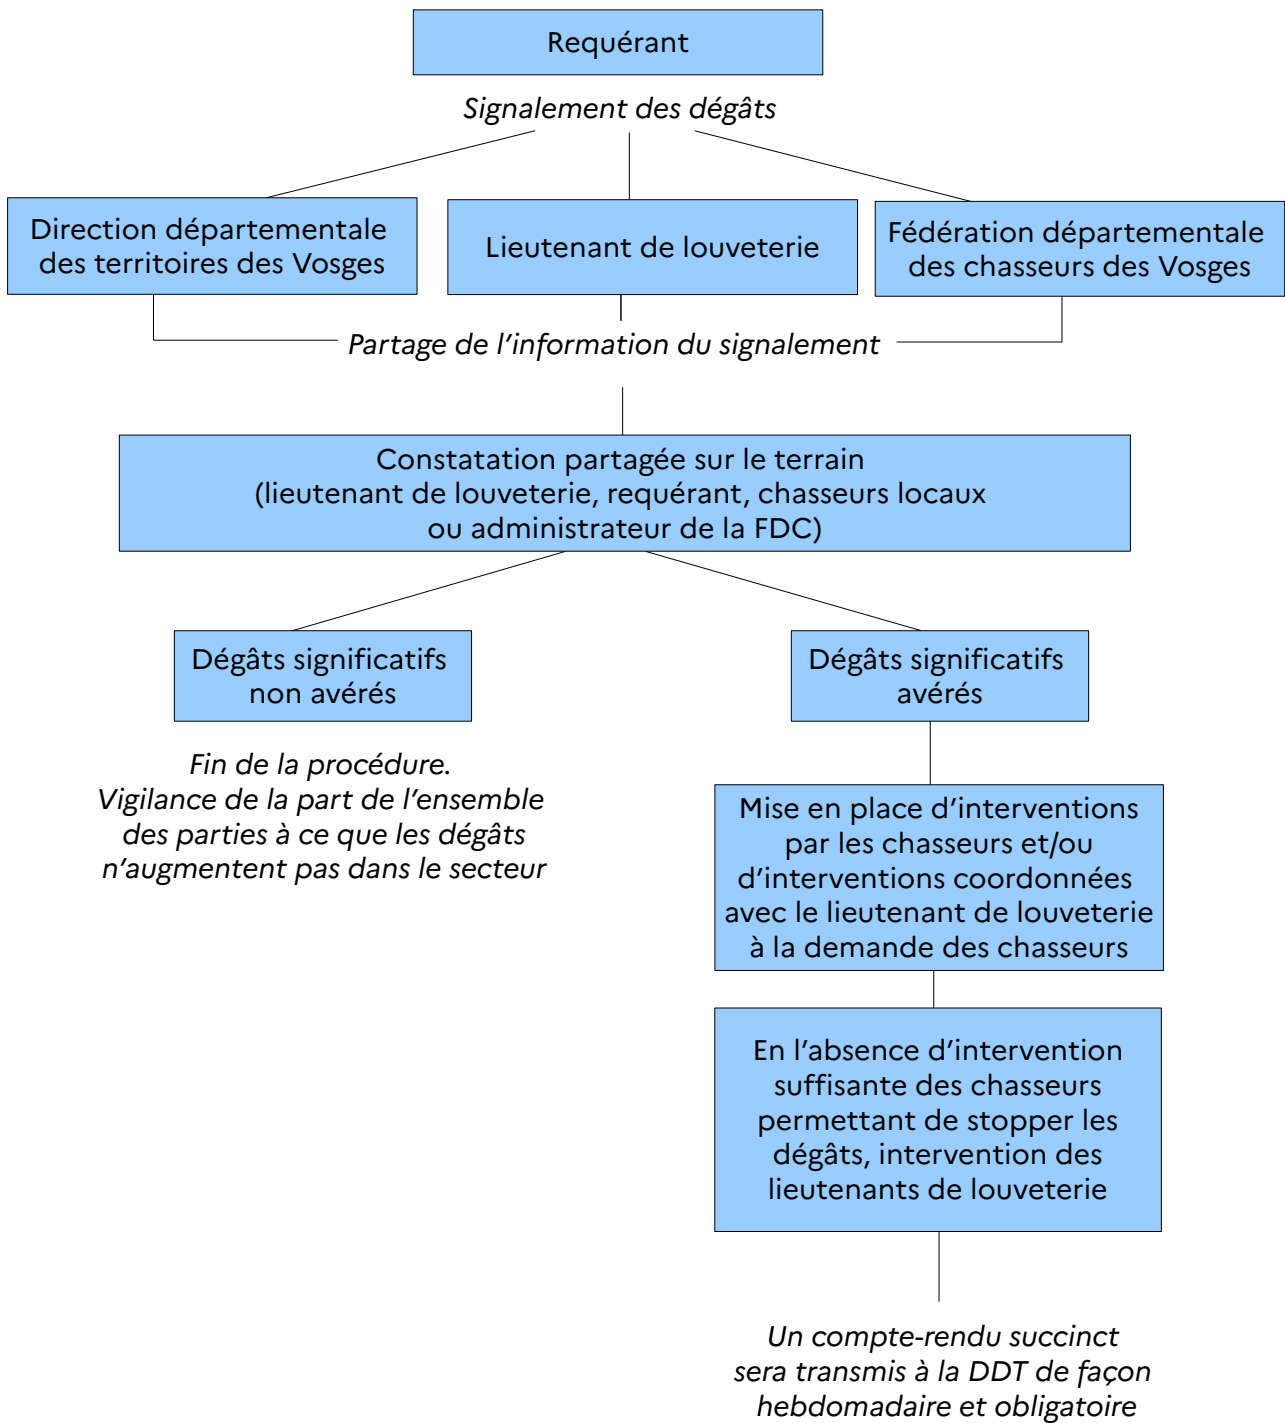 Requérant
Signalement des dégâts
Direction départementale
des territoires des Vosges
Lieutenant de louveterie
Fédération départementale
des chasseurs des Vosges
Partage de l’information du signalement
Constatation partagée sur le terrain
(lieutenant de louveterie, requérant, chasseurs locaux
ou administrateur de la FDC)
Dégâts significatifs
non avérés
Fin de la procédure.
Vigilance de la part de l’ensemble
des parties à ce que les dégâts
n’augmentent pas dans le secteur
Dégâts significatifs
avérés
Mise en place d’interventions
par les chasseurs et/ou
d’interventions coordonnées
avec le lieutenant de louveterie
à la demande des chasseurs
En l’absence d’intervention
suffisante des chasseurs
permettant de stopper les
dégâts, intervention des
lieutenants de louveterie
Un compte-rendu succinct
sera transmis à la DDT de façon
hebdomadaire et obligatoire